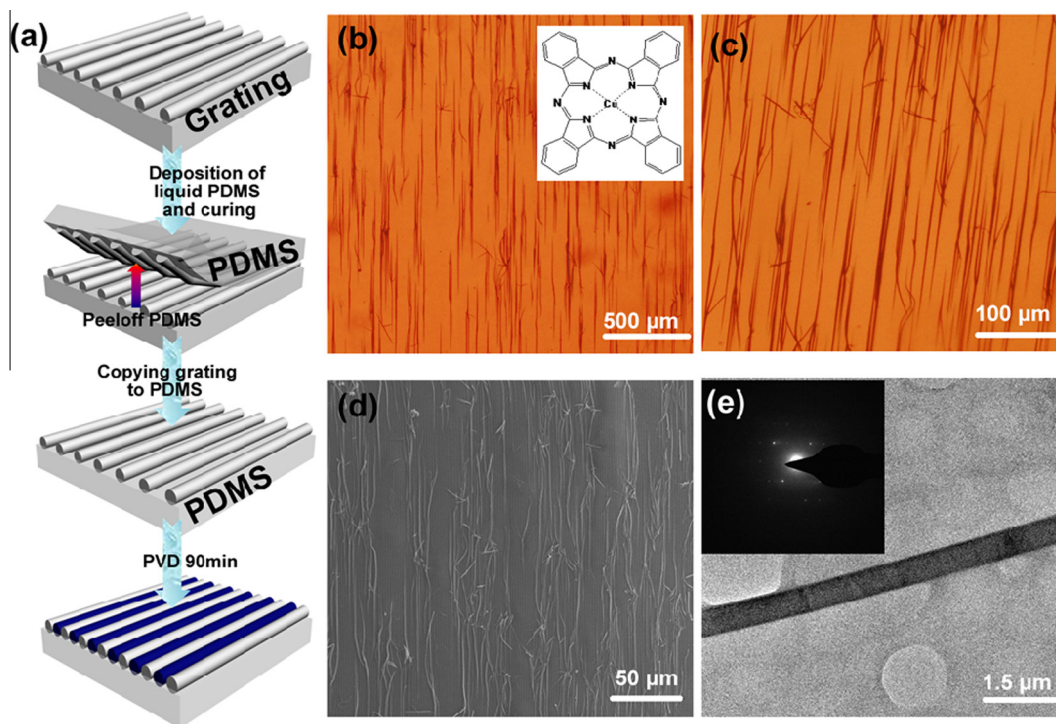 (a)
Grating
Deposition of
liquid PDMS
and curing
PDMS
Peeloff PDMS
Copying grating
to PDMS
PDMS
PVD 90min
(b)
N
N
N
N
Cu
N
N
N
N
500 μm
(c)
100 μm
(d)
50 μm
(e)
1.5 μm